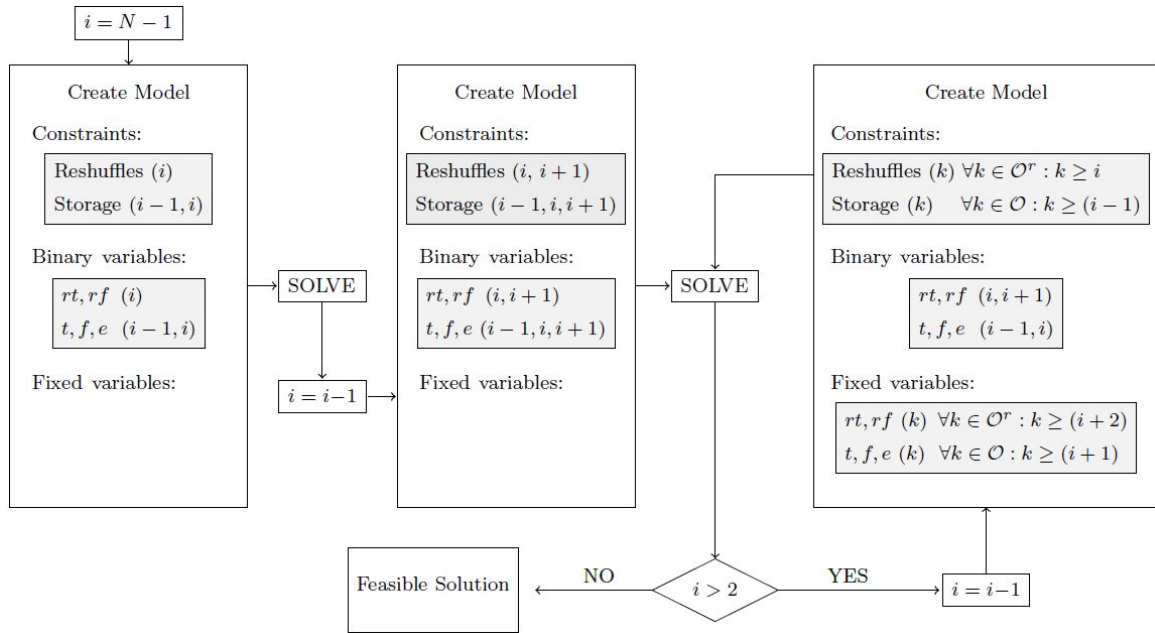 i = N − 1
Create Model
Constraints:
Reshuffles (i)
Storage (i − 1, i)
Binary variables:
rt, rf (i)
t, f, e (i − 1, i)
Fixed variables:
SOLVE
i = i−1
Create Model
Constraints:
Reshuffles (i, i + 1)
Storage (i − 1, i, i + 1)
Binary variables:
rt, rf (i, i + 1)
t, f, e (i − 1, i, i + 1)
Fixed variables:
SOLVE
Create Model
Constraints:
Reshuffles (k) ∀k ∈ 𝒪ʳ : k ≥ i
Storage (k) ∀k ∈ 𝒪 : k ≥ (i − 1)
Binary variables:
rt, rf (i, i + 1)
t, f, e (i − 1, i)
Fixed variables:
rt, rf (k) ∀k ∈ 𝒪ʳ : k ≥ (i + 2)
t, f, e (k) ∀k ∈ 𝒪 : k ≥ (i + 1)
Feasible Solution
NO
i > 2
YES
i = i−1